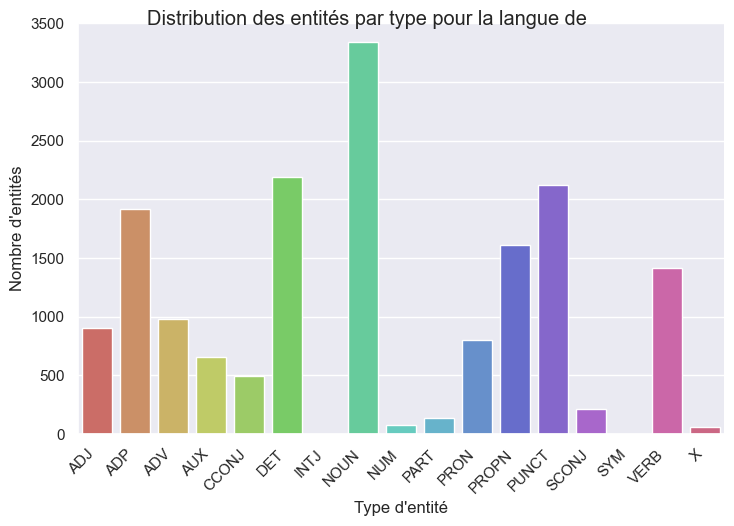 Distribution des entités par type pour la langue de
3500
3000
2500
2000
1500
1000
500
0
Nombre d'entités
ADJ
ADP
ADV
AUX
CCONJ
DET
INTJ
NOUN
NUM
PART
PRON
PROPN
PUNCT
SCONJ
SYM
VERB
X
Type d'entité